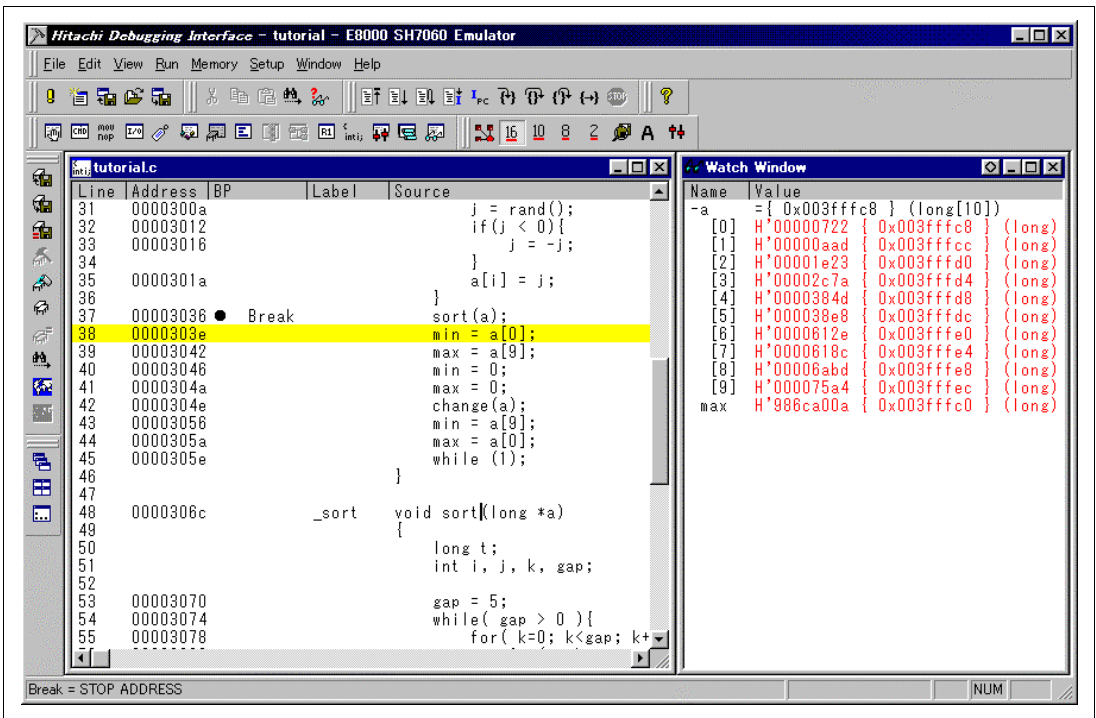 Hitachi Debugging Interface - tutorial - E8000 SH7060 Emulator
File Edit View Run Memory Setup Window Help
16 10 8 2 A
tutorial.c
Line Address BP Label Source
31 0000300a j = rand();
32 00003012 if(j < 0){
33 00003016 j = -j;
34 }
35 0000301a a[i] = j;
36 }
37 00003036 ● Break sort(a);
38 0000303e min = a[0];
39 00003042 max = a[9];
40 00003046 min = 0;
41 0000304a max = 0;
42 0000304e change(a);
43 00003056 min = a[9];
44 0000305a max = a[0];
45 0000305e while (1);
46 }
47
48 0000306c _sort void sort(long *a)
49 {
50 long t;
51 int i, j, k, gap;
52
53 00003070 gap = 5;
54 00003074 while( gap > 0 ){
55 00003078 for( k=0; k<gap; k+
Watch Window
Name Value
-a ={ 0x003fffc8 } (long[10])
[0] H'00000722 { 0x003fffc8 } (long)
[1] H'00000aad { 0x003fffcc } (long)
[2] H'00001e23 { 0x003fffd0 } (long)
[3] H'00002c7a { 0x003fffd4 } (long)
[4] H'0000384d { 0x003fffd8 } (long)
[5] H'000038e8 { 0x003fffdc } (long)
[6] H'0000612e { 0x003fffe0 } (long)
[7] H'0000618c { 0x003fffe4 } (long)
[8] H'00006abd { 0x003fffe8 } (long)
[9] H'000075a4 { 0x003fffec } (long)
max H'986ca00a { 0x003fffc0 } (long)
Break = STOP ADDRESS
NUM